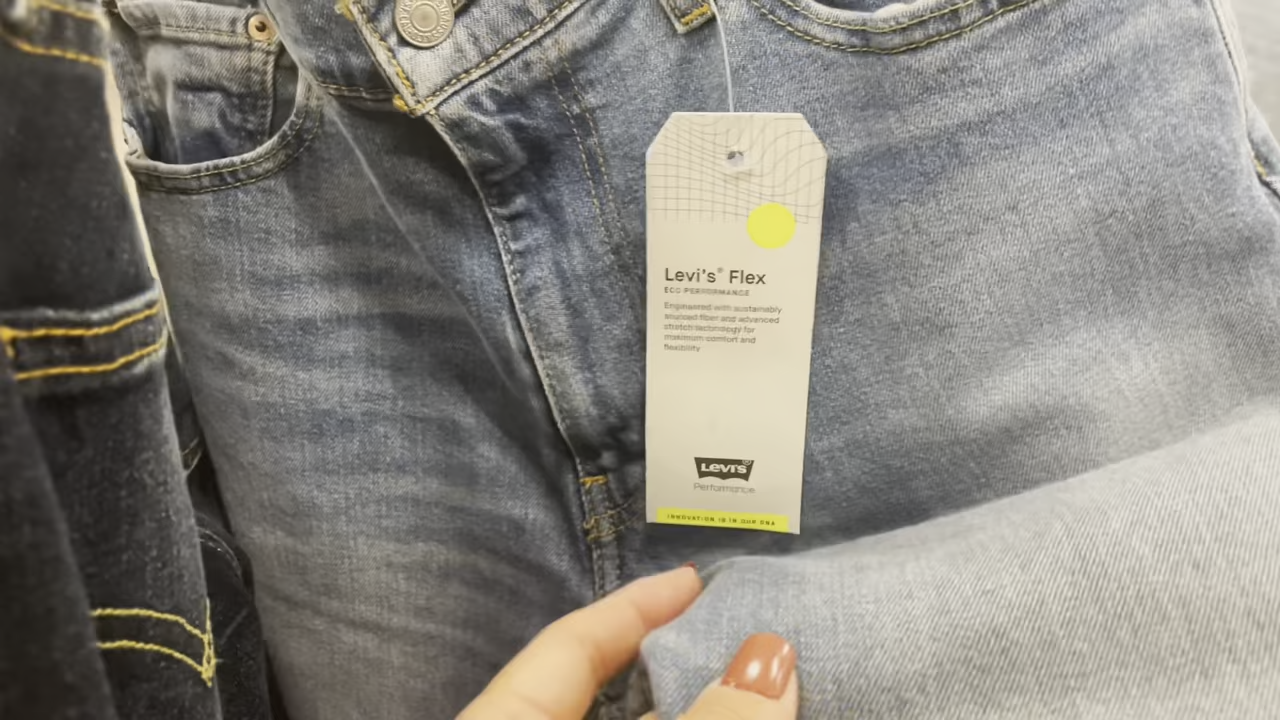 Levi's® Flex
ECO PERFORMANCE
Engineered with sustainably
sourced fiber and advanced
stretch technology for
maximum comfort and
flexibility
Levi's®
Performance
INNOVATION IS IN OUR DNA